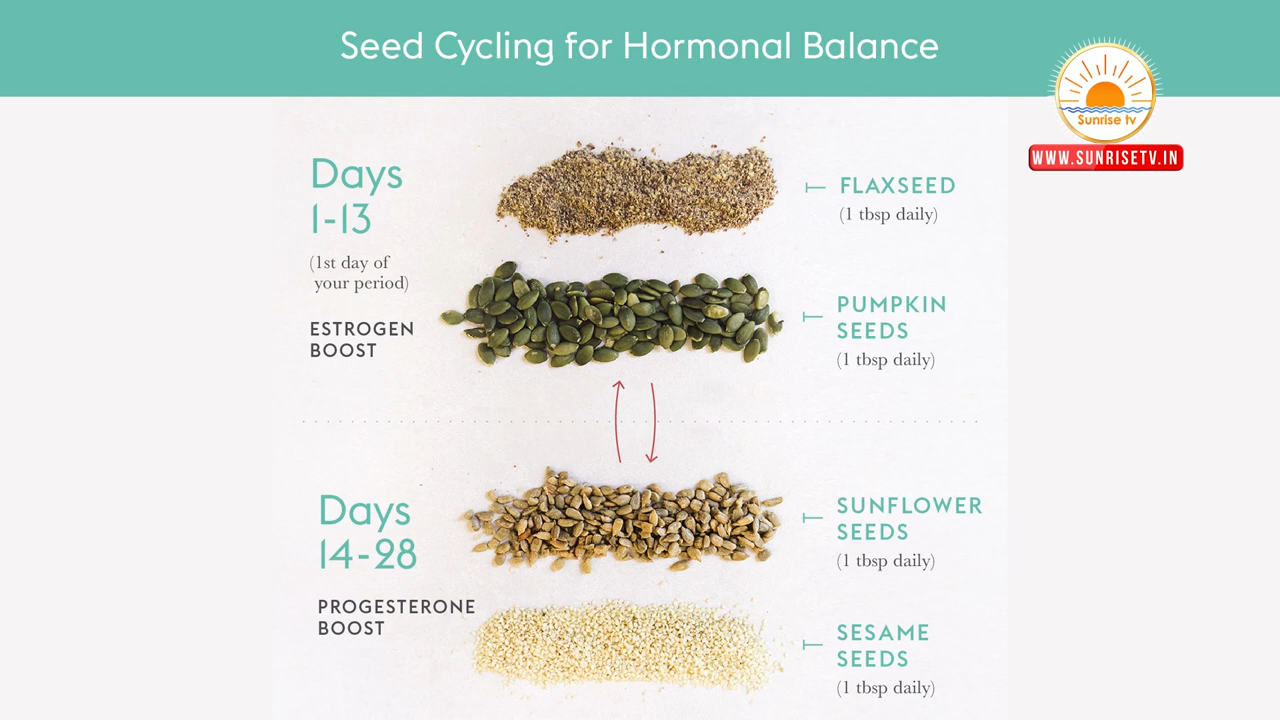 Seed Cycling for Hormonal Balance
Sunrise tv
WWW.SUNRISETV.IN
Days
1-13
(1st day of
your period)
ESTROGEN
BOOST
FLAXSEED
(1 tbsp daily)
PUMPKIN
SEEDS
(1 tbsp daily)
Days
14-28
PROGESTERONE
BOOST
SUNFLOWER
SEEDS
(1 tbsp daily)
SESAME
SEEDS
(1 tbsp daily)